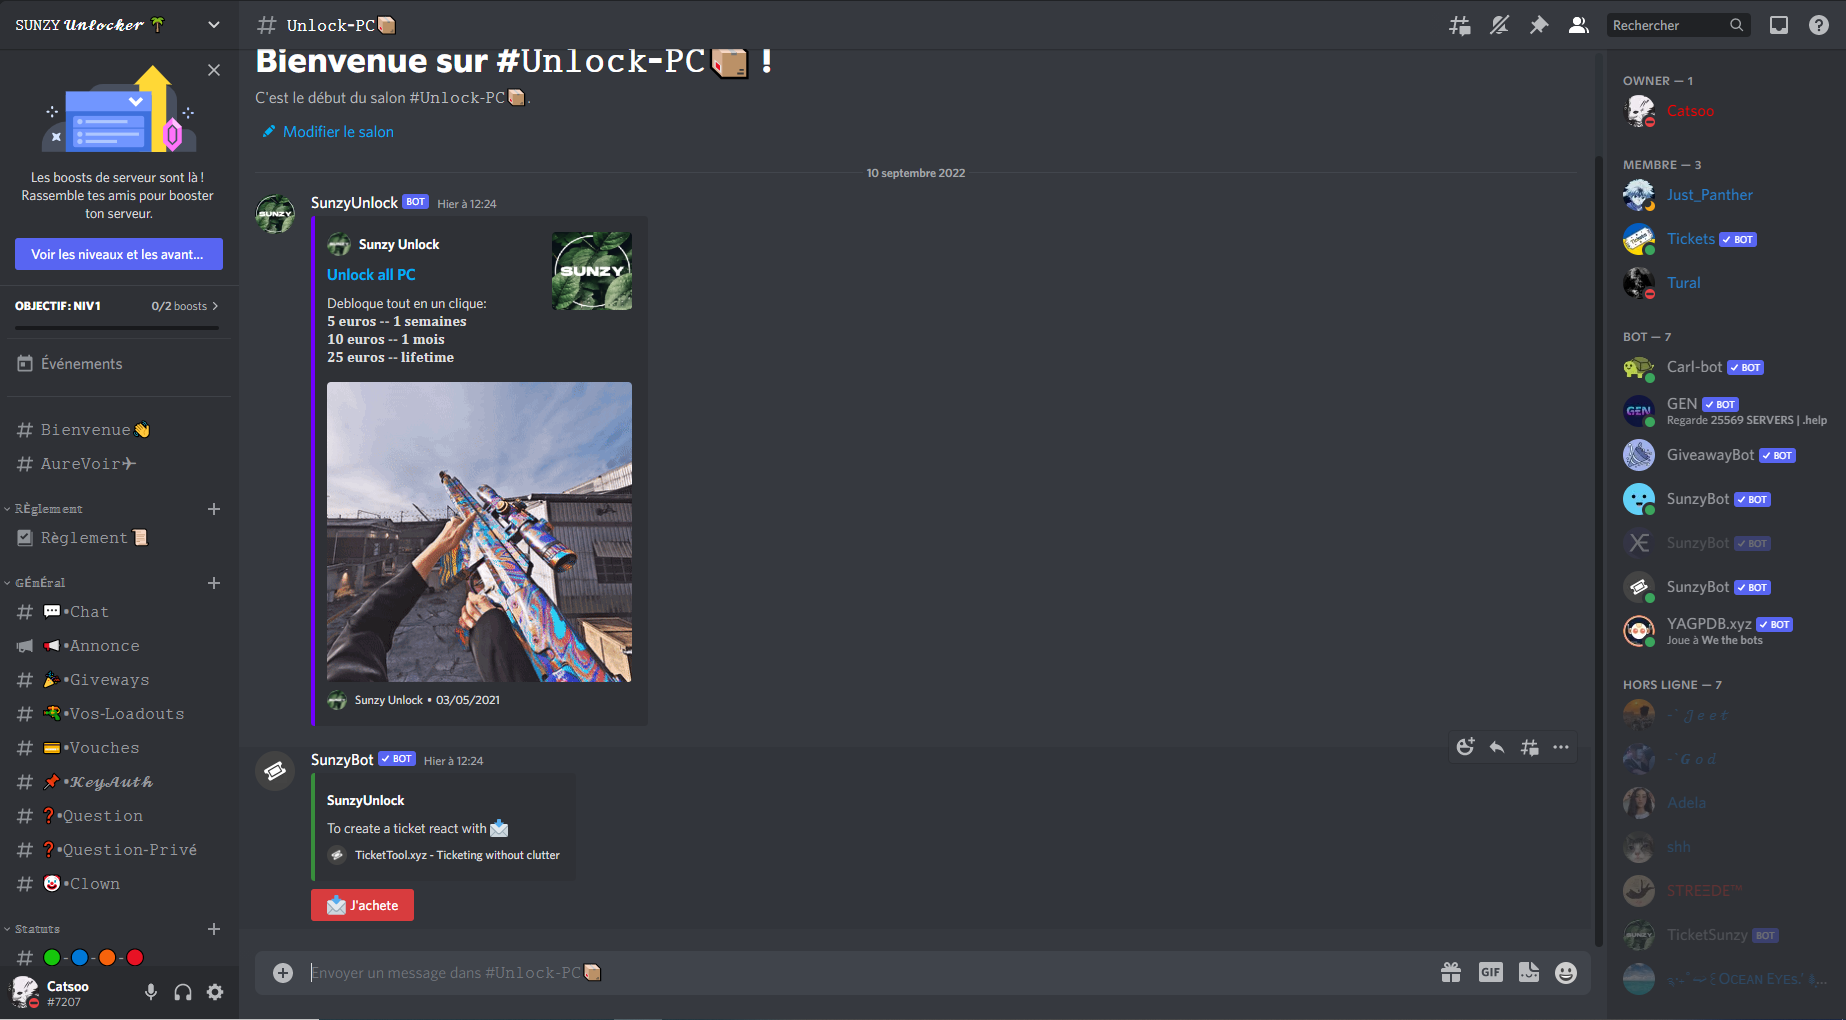 SUNZY 𝓤𝓷𝓵𝓸𝓬𝓴𝓮𝓻 🌴
Les boosts de serveur sont là !
Rassemble tes amis pour booster
ton serveur.
Voir les niveaux et les avant...
OBJECTIF: NIV1
0/2 boosts
Événements
Bienvenue👋
AureVoir✈
Règlement
Règlement📜
GÉnÉral
💬•Chat
📢•Annonce
🎉•Giveways
🔫•Vos-Loadouts
💳•Vouches
📌•𝓚𝓮𝔂𝓐𝓾𝓽𝓱
❓•Question
❓•Question-Privé
🤡•Clown
Statuts
🟢-🔵-🟠-🔴
Catsoo
#7207
Unlock-PC📦
Bienvenue sur #Unlock-PC📦 !
C'est le début du salon #Unlock-PC📦.
Modifier le salon
10 septembre 2022
SunzyUnlock BOT Hier à 12:24
SUNZY
Sunzy Unlock
Unlock all PC
Debloque tout en un clique:
5 euros -- 1 semaines
10 euros -- 1 mois
25 euros -- lifetime
SUNZY
Sunzy Unlock • 03/05/2021
SunzyBot ✓ BOT Hier à 12:24
SunzyUnlock
To create a ticket react with 📩
TicketTool.xyz - Ticketing without clutter
📩 J'achete
Envoyer un message dans #Unlock-PC📦
GIF
Rechercher
OWNER — 1
Catsoo
MEMBRE — 3
Just_Panther
Tickets ✓ BOT
Tural
BOT — 7
Carl-bot ✓ BOT
GEN ✓ BOT
GEN
Regarde 25569 SERVERS | .help
GiveawayBot ✓ BOT
SunzyBot ✓ BOT
SunzyBot ✓ BOT
SunzyBot ✓ BOT
YAGPDB.xyz ✓ BOT
Joue à We the bots
HORS LIGNE — 7
𝓙𝓮𝓮𝓽
𝑮𝒐𝒅
Adela
shh
STREEDE™
TicketSunzy BOT
OCEAN EYES.